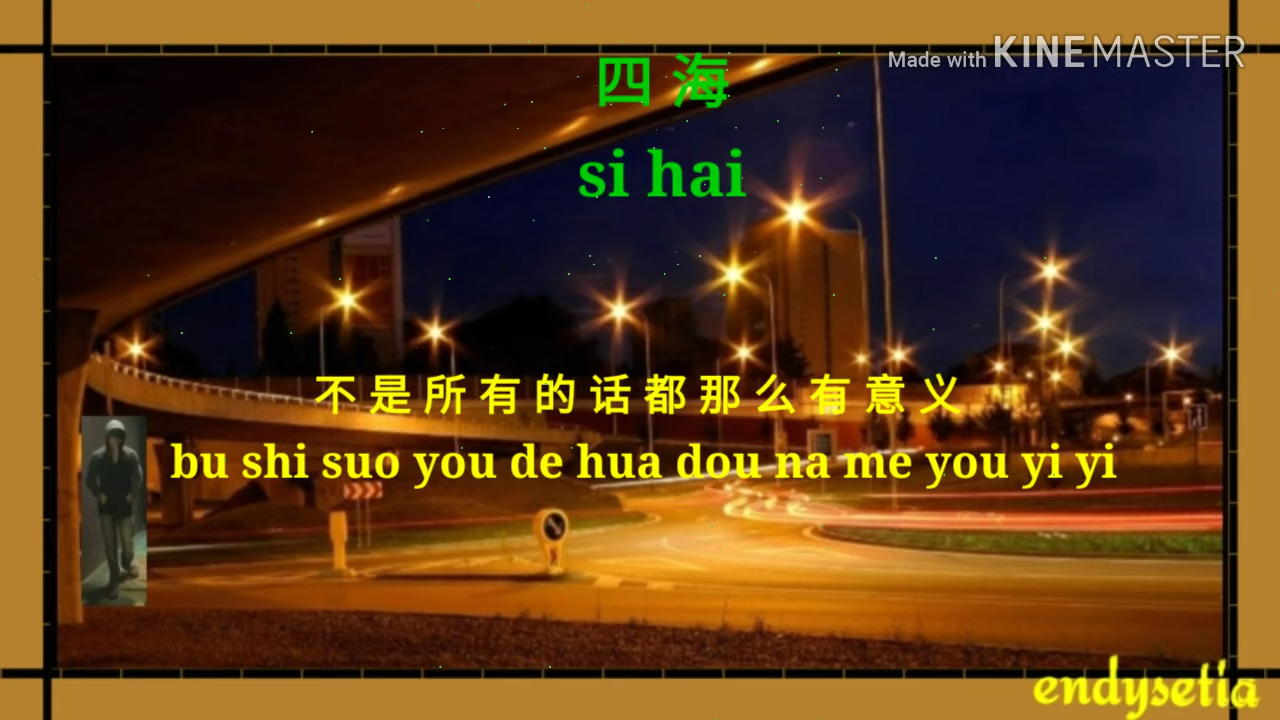 Made with KINEMASTER
四 海
si hai
不 是 所 有 的 话 都 那 么 有 意 义
bu shi suo you de hua dou na me you yi yi
endysetia